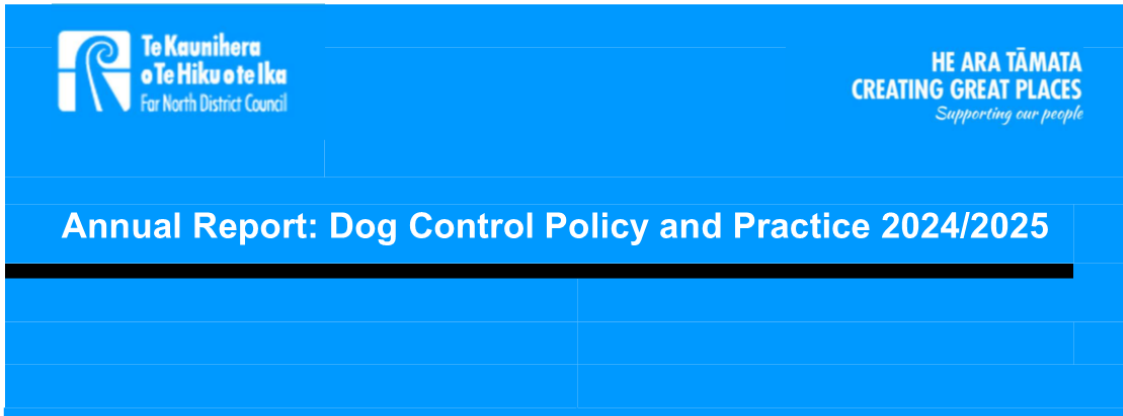 Te Kaunihera
o Te Hiku o te Ika
Far North District Council
HE ARA TĀMATA
CREATING GREAT PLACES
Supporting our people
Annual Report: Dog Control Policy and Practice 2024/2025